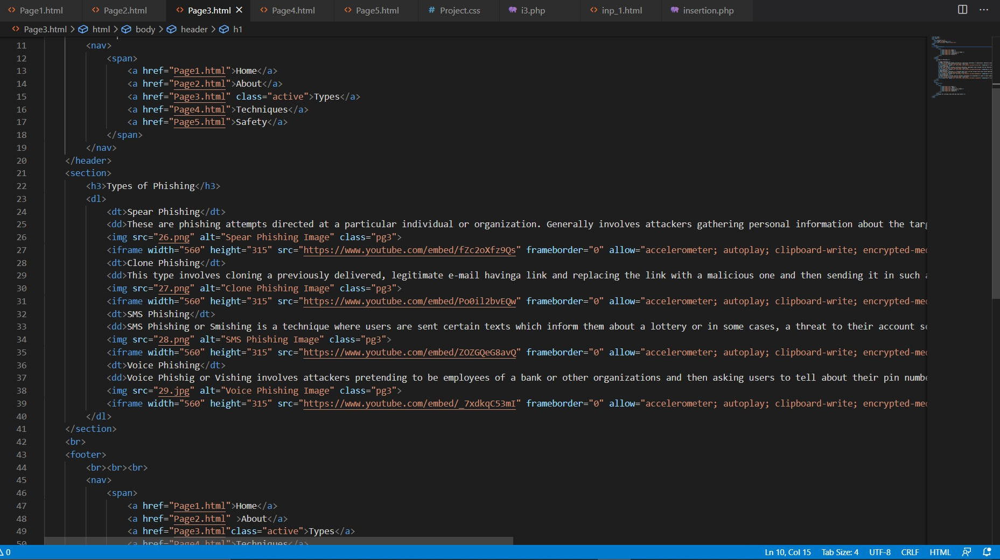 Page1.html Page2.html Page3.html Page4.html Page5.html # Project.css i3.php inp_1.html insertion.php
Page3.html > html > body > header > h1
11 <nav>
12 <span>
13 <a href="Page1.html">Home</a>
14 <a href="Page2.html">About</a>
15 <a href="Page3.html" class="active">Types</a>
16 <a href="Page4.html">Techniques</a>
17 <a href="Page5.html">Safety</a>
18 </span>
19 </nav>
20 </header>
21 <section>
22 <h3>Types of Phishing</h3>
23 <dl>
24 <dt>Spear Phishing</dt>
25 <dd>These are phishing attempts directed at a particular individual or organization. Generally involves attackers gathering personal information about the targ
26 <img src="26.png" alt="Spear Phishing Image" class="pg3">
27 <iframe width="560" height="315" src="https://www.youtube.com/embed/fZc2oXfz9Qs" frameborder="0" allow="accelerometer; autoplay; clipboard-write; encrypted-med
28 <dt>Clone Phishing</dt>
29 <dd>This type involves cloning a previously delivered, legitimate e-mail havinga link and replacing the link with a malicious one and then sending it in such a
30 <img src="27.png" alt="Clone Phishing Image" class="pg3">
31 <iframe width="560" height="315" src="https://www.youtube.com/embed/Po0il2bvEQw" frameborder="0" allow="accelerometer; autoplay; clipboard-write; encrypted-med
32 <dt>SMS Phishing</dt>
33 <dd>SMS Phishing or Smishing is a technique where users are sent certain texts which inform them about a lottery or in some cases, a threat to their account se
34 <img src="28.png" alt="SMS Phishing Image" class="pg3">
35 <iframe width="560" height="315" src="https://www.youtube.com/embed/ZOZGQeG8avQ" frameborder="0" allow="accelerometer; autoplay; clipboard-write; encrypted-med
36 <dt>Voice Phishing</dt>
37 <dd>Voice Phishig or Vishing involves attackers pretending to be employees of a bank or other organizations and then asking users to tell about their pin numbe
38 <img src="29.jpg" alt="Voice Phishing Image" class="pg3">
39 <iframe width="560" height="315" src="https://www.youtube.com/embed/_7xdkqC53mI" frameborder="0" allow="accelerometer; autoplay; clipboard-write; encrypted-med
40 </dl>
41 </section>
42 <br>
43 <footer>
44 <br><br><br>
45 <nav>
46 <span>
47 <a href="Page1.html">Home</a>
48 <a href="Page2.html" >About</a>
49 <a href="Page3.html"class="active">Types</a>
50 <a href="Page4.html">Techniques</a>
0 Ln 10, Col 15 Tab Size: 4 UTF-8 CRLF HTML